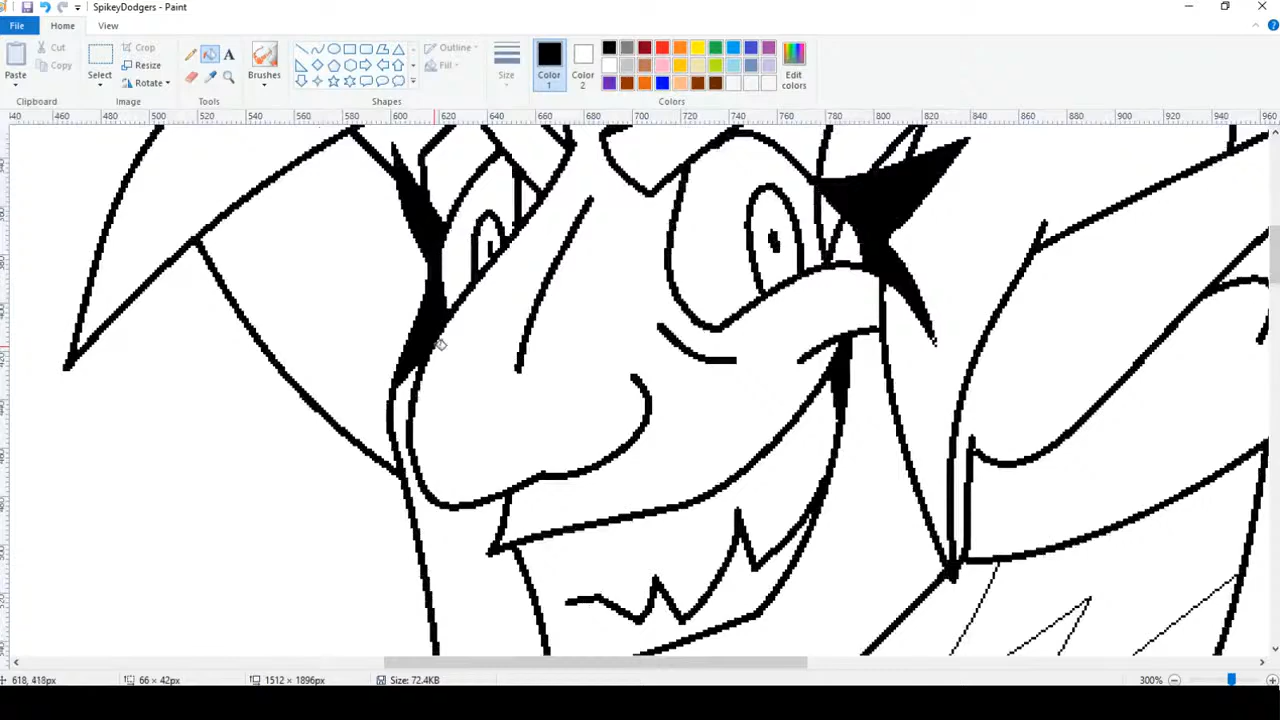 SpikeyDodgers - Paint
File Home View
Paste
Cut
Copy
Clipboard
Select
Crop
Resize
Rotate
Image
A
Tools
Brushes
Outline
Fill
Shapes
Size
Color 1
Color 2
Edit colors
Colors
440 460 480 500 520 540 560 580 600 620 640 660 680 700 720 740 760 780 800 820 840 860 880 900 920 940 960
618, 418px
66 × 42px
1512 × 1896px
Size: 72.4KB
300%